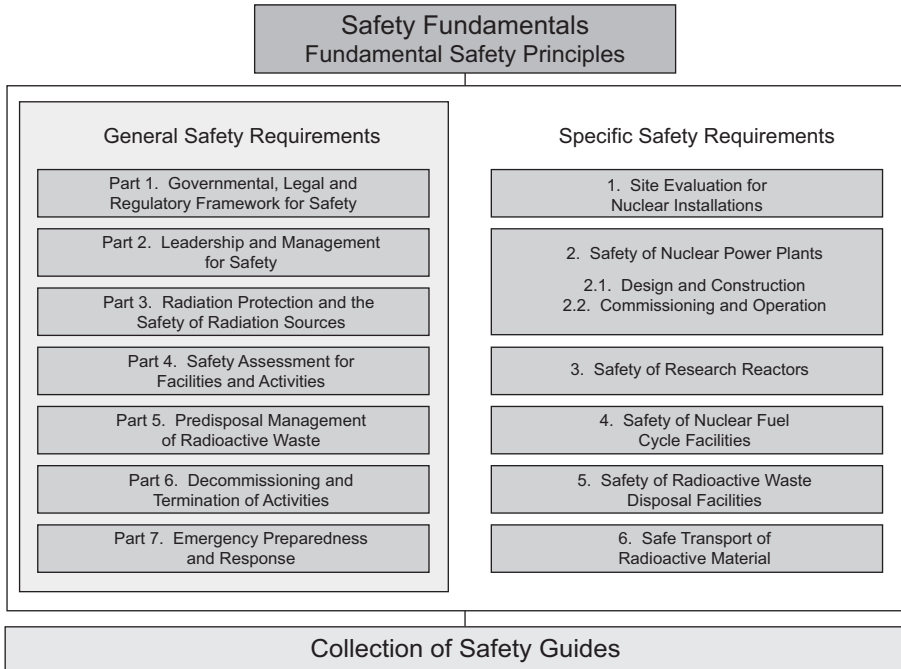 Safety Fundamentals
Fundamental Safety Principles
General Safety Requirements
Part 1. Governmental, Legal and
Regulatory Framework for Safety
Part 2. Leadership and Management
for Safety
Part 3. Radiation Protection and the
Safety of Radiation Sources
Part 4. Safety Assessment for
Facilities and Activities
Part 5. Predisposal Management
of Radioactive Waste
Part 6. Decommissioning and
Termination of Activities
Part 7. Emergency Preparedness
and Response
Specific Safety Requirements
1. Site Evaluation for
Nuclear Installations
2. Safety of Nuclear Power Plants
2.1. Design and Construction
2.2. Commissioning and Operation
3. Safety of Research Reactors
4. Safety of Nuclear Fuel
Cycle Facilities
5. Safety of Radioactive Waste
Disposal Facilities
6. Safe Transport of
Radioactive Material
Collection of Safety Guides